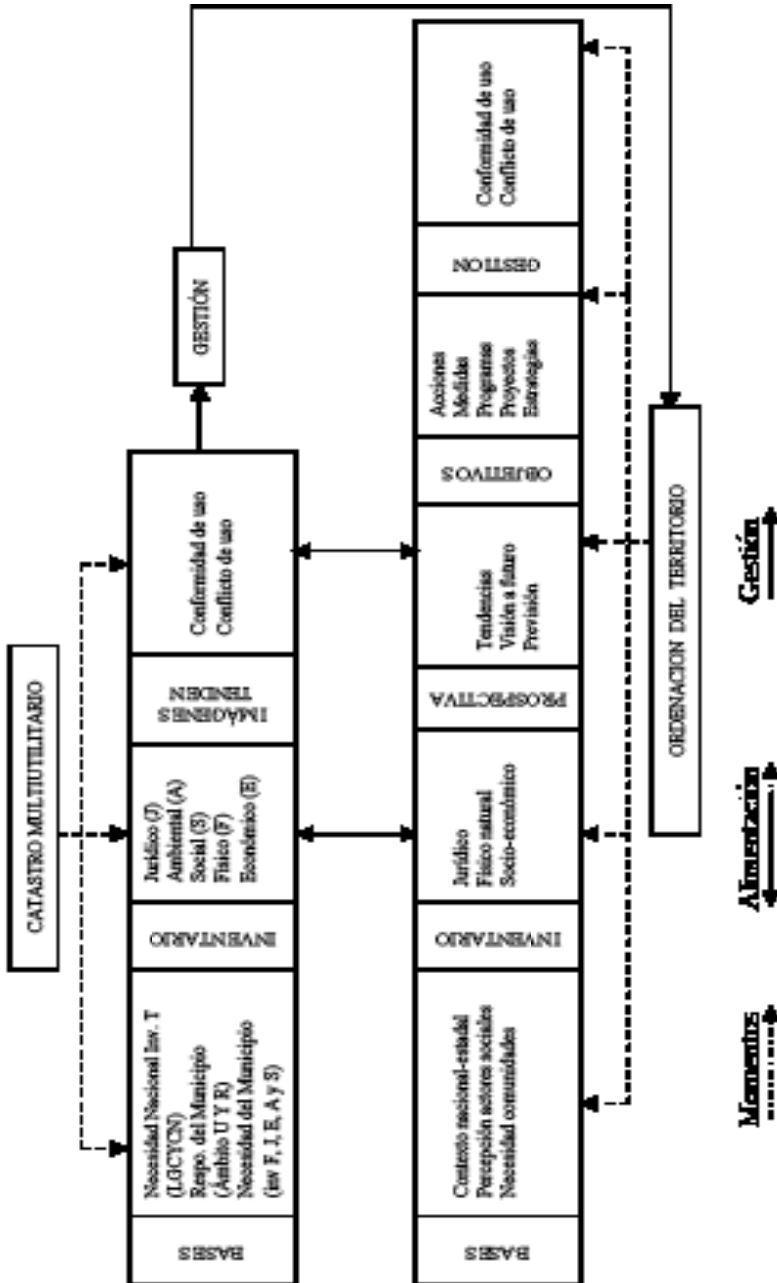 CATASTRO MULTIUTILITARIO
BASES
Necesidad Nacional Inv. T
(LGCYCN)
Respo. del Municipio
(Ámbito U Y R)
Necesidad del Municipio
(inv F, J, E, A y S)
INVENTARIO
Jurídico (J)
Ambiental (A)
Social (S)
Físico (F)
Económico (E)
IMÁGENES
TENDEN
Conformidad de uso
Conflicto de uso
GESTIÓN
BASES
Contexto nacional-estadal
Percepción actores sociales
Necesidad comunidades
INVENTARIO
Jurídico
Físico natural
Socio-económico
PROSPECTIVA
Tendencias
Visión a futuro
Previsión
OBJETIVOS
Acciones
Medidas
Programas
Proyectos
Estrategias
GESTION
Conformidad de uso
Conflicto de uso
ORDENACION DEL TERRITORIO
Momentos
Alimentación
Gestión